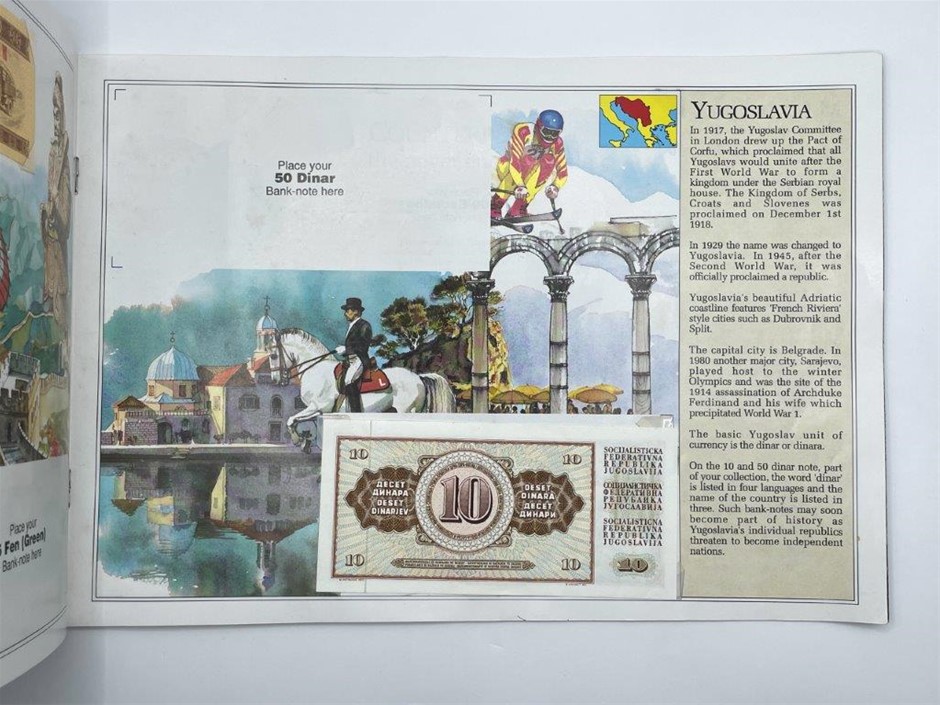 Place your
50 Dinar
Bank-note here
YUGOSLAVIA
In 1917, the Yugoslav Committee
in London drew up the Pact of
Corfu, which proclaimed that all
Yugoslavs would unite after the
First World War to form a
kingdom under the Serbian royal
house. The Kingdom of Serbs,
Croats and Slovenes was
proclaimed on December 1st
1918.
In 1929 the name was changed to
Yugoslavia. In 1945, after the
Second World War, it was
officially proclaimed a republic.
Yugoslavia's beautiful Adriatic
coastline features 'French Riviera'
style cities such as Dubrovnik and
Split.
The capital city is Belgrade. In
1980 another major city, Sarajevo,
played host to the winter
Olympics and was the site of the
1914 assassination of Archduke
Ferdinand and his wife which
precipitated World War 1.
The basic Yugoslav unit of
currency is the dinar or dinara.
On the 10 and 50 dinar note, part
of your collection, the word 'dinar'
is listed in four languages and the
name of the country is listed in
three. Such bank-notes may soon
become part of history as
Yugoslavia's individual republics
threaten to become independent
nations.
L
10
10
ДЕСЕТ
ДИНАРА
DESET
DINARJEV
10
DESET
DINARA
ДЕСЕТ
ДИНАРИ
10
10
SOCIJALISTIČKA
FEDERATIVNA
REPUBLIKA
JUGOSLAVIJA
СОЦИЈАЛИСТИЧКА
ФЕДЕРАТИВНА
РЕПУБЛИКА
ЈУГОСЛАВИЈА
SOCIALISTIČNA
FEDERATIVNA
REPUBLIKA
JUGOSLAVIJA
10
Place your
Fen (Green)
Bank-note here